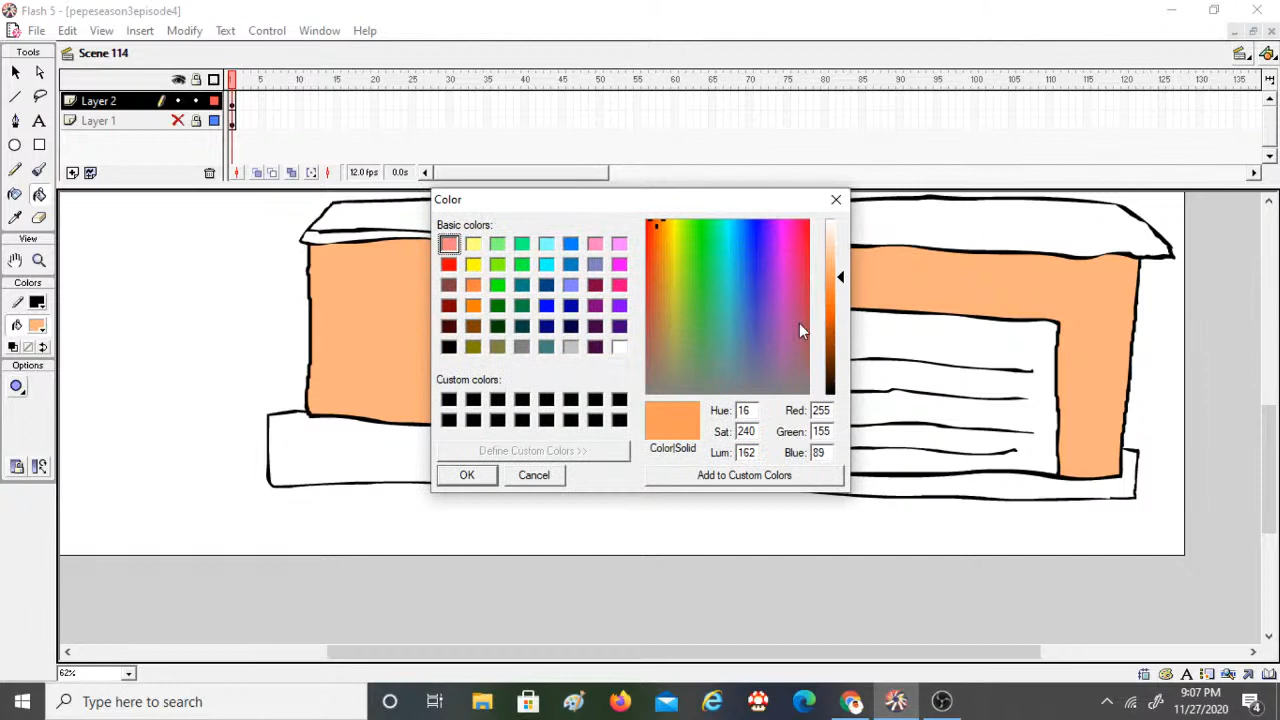 Flash 5 - [pepeseason3episode4]
File Edit View Insert Modify Text Control Window Help
Tools
Scene 114
5 10 15 20 25 30 35 40 45 50 55 60 65 70 75 80 85 90 95 100 105 110 115 120 125 130 135
Layer 2
Layer 1
12.0 fps 0.0s
View
Colors
Options
Color
Basic colors:
Custom colors:
Hue: 16 Red: 255
Sat: 240 Green: 155
Color|Solid
Lum: 162 Blue: 89
Define Custom Colors >>
OK Cancel Add to Custom Colors
62%
Type here to search
9:07 PM
11/27/2020
4